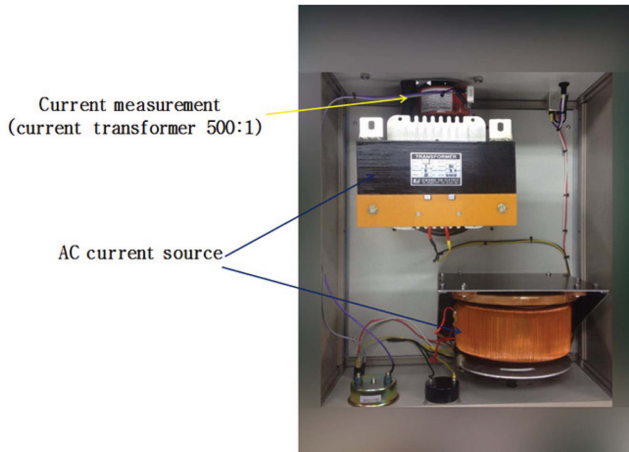 Current measurement
(current transformer 500:1)
TRANSFORMER
AC current source